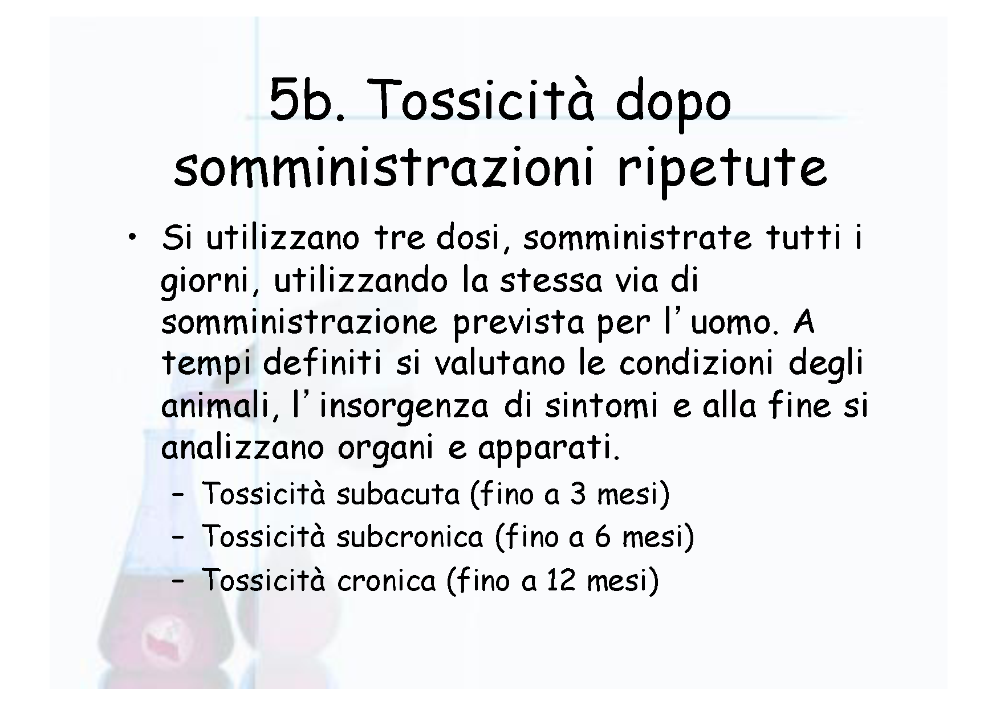 5b. Tossicità dopo
somministrazioni ripetute
• Si utilizzano tre dosi, somministrate tutti i
giorni, utilizzando la stessa via di
somministrazione prevista per l’uomo. A
tempi definiti si valutano le condizioni degli
animali, l’insorgenza di sintomi e alla fine si
analizzano organi e apparati.
– Tossicità subacuta (fino a 3 mesi)
– Tossicità subcronica (fino a 6 mesi)
– Tossicità cronica (fino a 12 mesi)